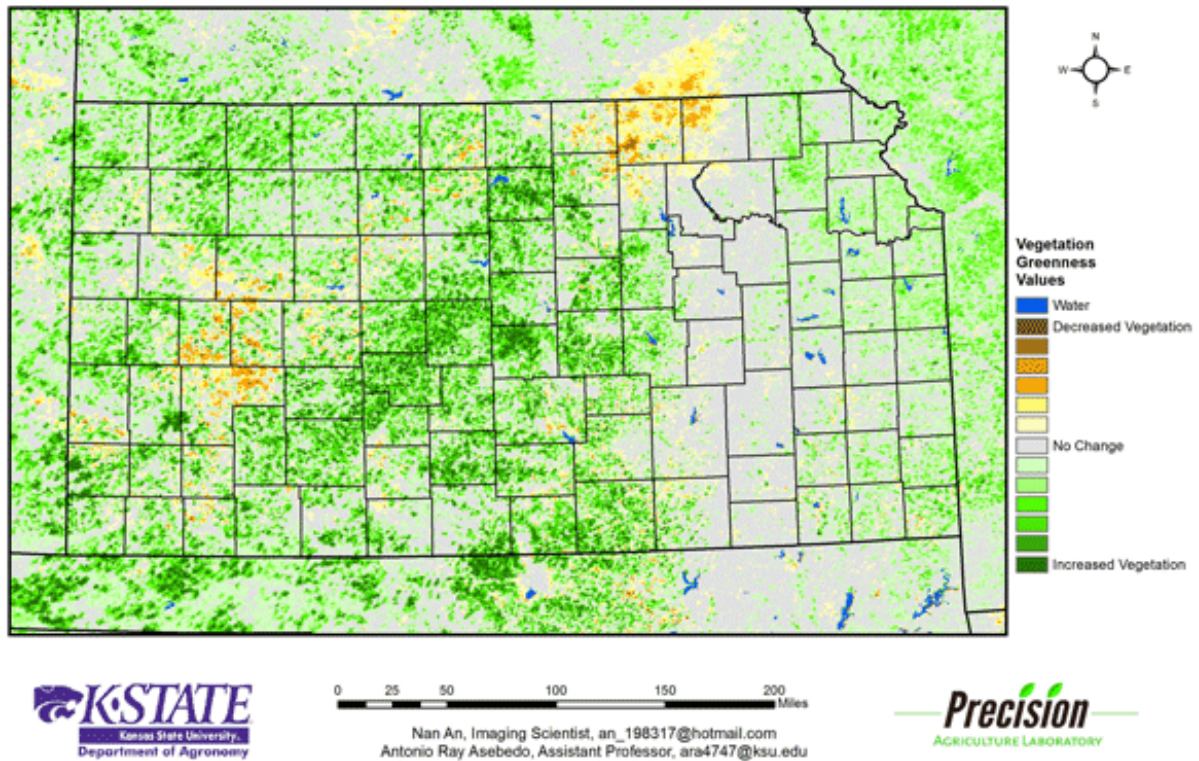 N
W
E
S
Vegetation
Greenness
Values
Water
Decreased Vegetation
No Change
Increased Vegetation
K-STATE
Kansas State University.
Department of Agronomy
0 25 50 100 150 200
Miles
Nan An, Imaging Scientist, an_198317@hotmail.com
Antonio Ray Asebedo, Assistant Professor, ara4747@ksu.edu
Precision
AGRICULTURE LABORATORY